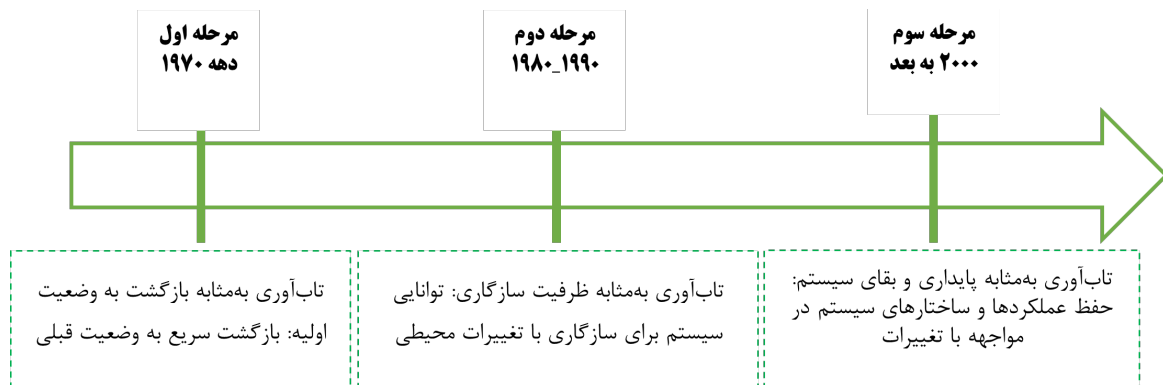 مرحله اول
دهه ۱۹۷۰
مرحله دوم
۱۹۸۰_۱۹۹۰
مرحله سوم
۲۰۰۰ به بعد
تاب‌آوری به‌مثابه بازگشت به وضعیت
اولیه: بازگشت سریع به وضعیت قبلی
تاب‌آوری به‌مثابه ظرفیت سازگاری: توانایی
سیستم برای سازگاری با تغییرات محیطی
تاب‌آوری به‌مثابه پایداری و بقای سیستم:
حفظ عملکردها و ساختارهای سیستم در
مواجهه با تغییرات